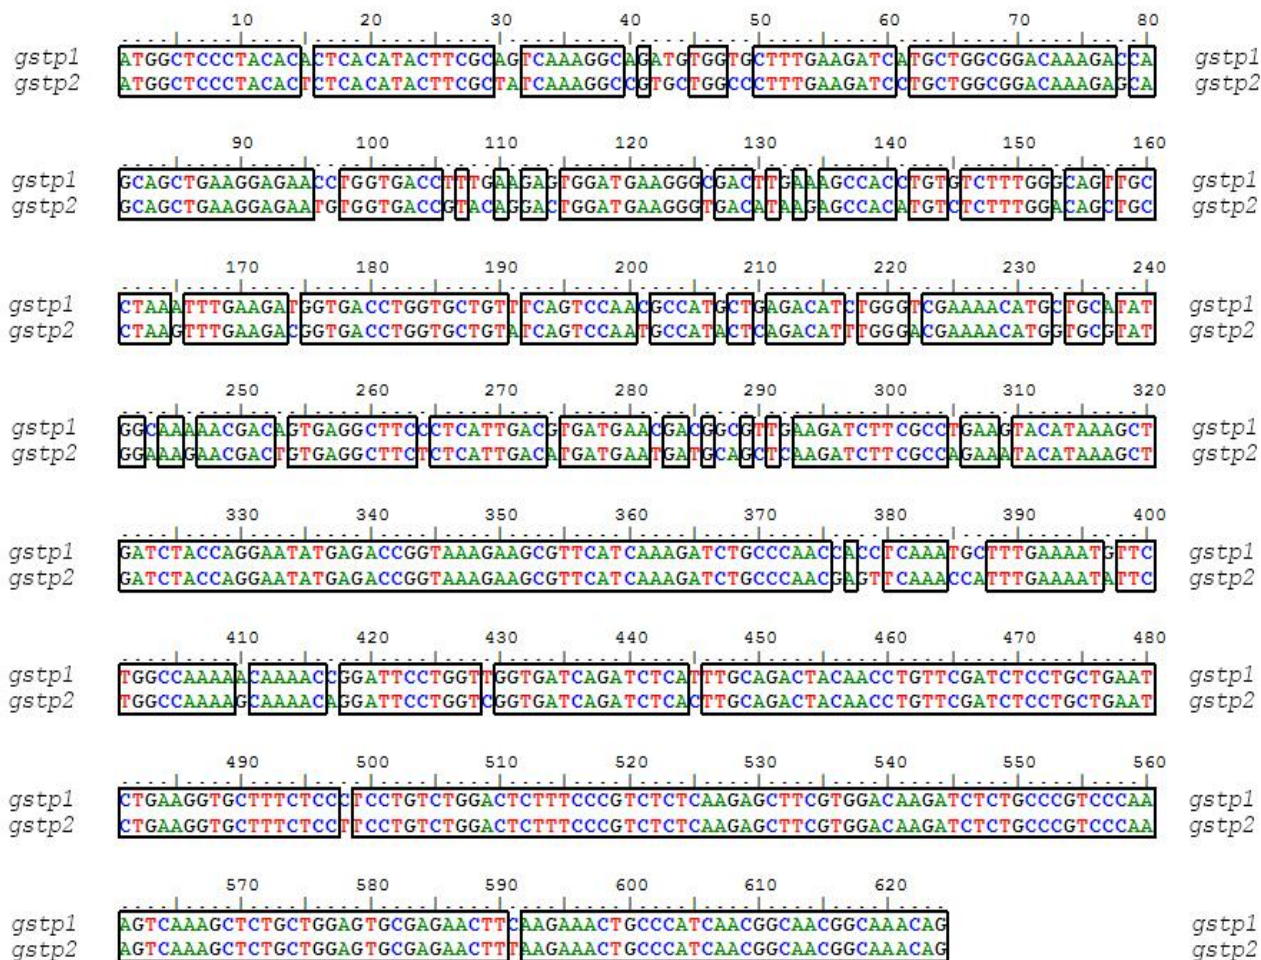 10 20 30 40 50 60 70 80
gstp1 ATGGCTCCCTACACACTCACATACTTCGCAGTCAAAGGCAGATGTGGTGCTTTGAAGATCATGCTGGCGGACAAAGACCA gstp1
gstp2 ATGGCTCCCTACACTCTCACATACTTCGCTATCAAAGGCCGTGCTGGCCCTTTGAAGATCCTGCTGGCGGACAAAGAGCA gstp2
90 100 110 120 130 140 150 160
gstp1 GCAGCTGAAGGAGAACCTGGTGACCTTTGAAGAGTGGATGAAGGGCGACTTGAAAGCCACCTGTGTCTTTGGGCAGTTGC gstp1
gstp2 GCAGCTGAAGGAGAATGTGGTGACCGTACAGGACTGGATGAAGGGTGACATAAGAGCCACATGTCTCTTTGGACAGCTGC gstp2
170 180 190 200 210 220 230 240
gstp1 CTAAATTTGAAGATGGTGACCTGGTGCTGTTTCAGTCCAACGCCATGCTGAGACATCTGGGTCGAAAACATGCTGCATAT gstp1
gstp2 CTAAGTTTGAAGACGGTGACCTGGTGCTGTATCAGTCCAATGCCATACTCAGACATTTGGGACGAAAACATGGTGCGTAT gstp2
250 260 270 280 290 300 310 320
gstp1 GGCAAAAACGACAGTGAGGCTTCCCTCATTGACGTGATGAACGACGGCGTTGAAGATCTTCGCCTGAAGTACATAAAGCT gstp1
gstp2 GGAAAGAACGACTGTGAGGCTTCTCTCATTGACATGATGAATGATGCAGCTCAAGATCTTCGCCAGAAATACATAAAGCT gstp2
330 340 350 360 370 380 390 400
gstp1 GATCTACCAGGAATATGAGACCGGTAAAGAAGCGTTCATCAAAGATCTGCCCAACCACCTCAAATGCTTTGAAAATGTTC gstp1
gstp2 GATCTACCAGGAATATGAGACCGGTAAAGAAGCGTTCATCAAAGATCTGCCCAACGAGTTCAAACCATTTGAAAATATTC gstp2
410 420 430 440 450 460 470 480
gstp1 TGGCCAAAAACAAAACCGGATTCCTGGTTGGTGATCAGATCTCATTTGCAGACTACAACCTGTTCGATCTCCTGCTGAAT gstp1
gstp2 TGGCCAAAAGCAAAACAGGATTCCTGGTCGGTGATCAGATCTCACTTGCAGACTACAACCTGTTCGATCTCCTGCTGAAT gstp2
490 500 510 520 530 540 550 560
gstp1 CTGAAGGTGCTTTCTCCCTCCTGTCTGGACTCTTTCCCGTCTCTCAAGAGCTTCGTGGACAAGATCTCTGCCCGTCCCAA gstp1
gstp2 CTGAAGGTGCTTTCTCCTTCCTGTCTGGACTCTTTCCCGTCTCTCAAGAGCTTCGTGGACAAGATCTCTGCCCGTCCCAA gstp2
570 580 590 600 610 620
gstp1 AGTCAAAGCTCTGCTGGAGTGCGAGAACTTCAAGAAACTGCCCATCAACGGCAACGGCAAACAG gstp1
gstp2 AGTCAAAGCTCTGCTGGAGTGCGAGAACTTTAAGAAACTGCCCATCAACGGCAACGGCAAACAG gstp2